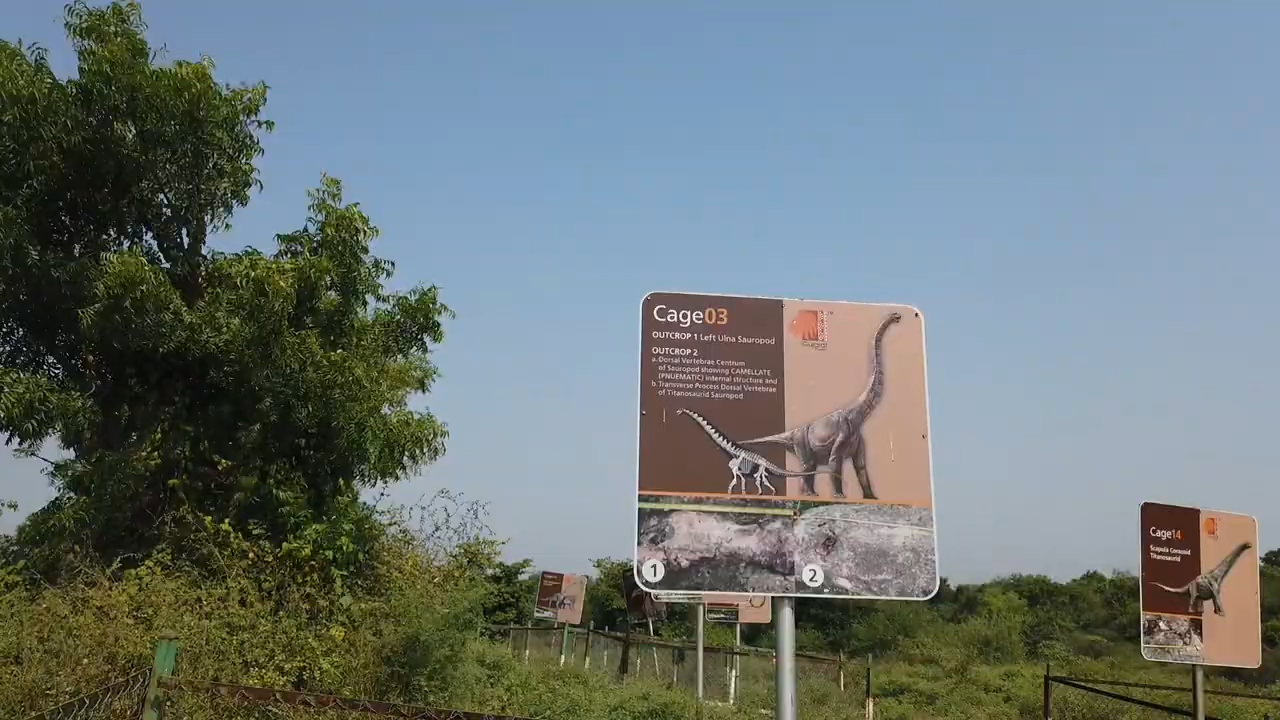 Cage03
OUTCROP 1 Left Ulna Sauropod
OUTCROP 2
a. Dorsal Vertebrae Centrum
of Sauropod showing CAMELLATE
(PNUEMATIC) internal structure and
b. Transverse Process Dorsal Vertebrae
of Titanosaurid Sauropod
Gujarat
1
2
Cage14
Scapula Coracoid
Titanosaurid